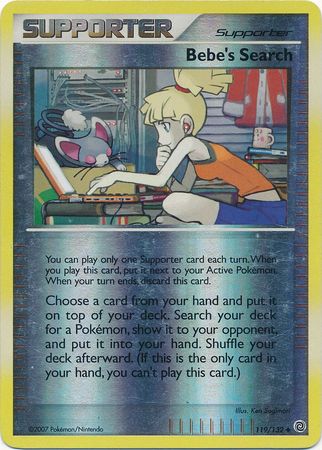 SUPPORTER
Supporter
Bebe's Search
You can play only one Supporter card each turn. When
you play this card, put it next to your Active Pokémon.
When your turn ends, discard this card.
Choose a card from your hand and put it
on top of your deck. Search your deck
for a Pokémon, show it to your opponent,
and put it into your hand. Shuffle your
deck afterward. (If this is the only card
in your hand, you can't play this card.)
Illus. Ken Sugimori
©2007 Pokémon/Nintendo
119/132